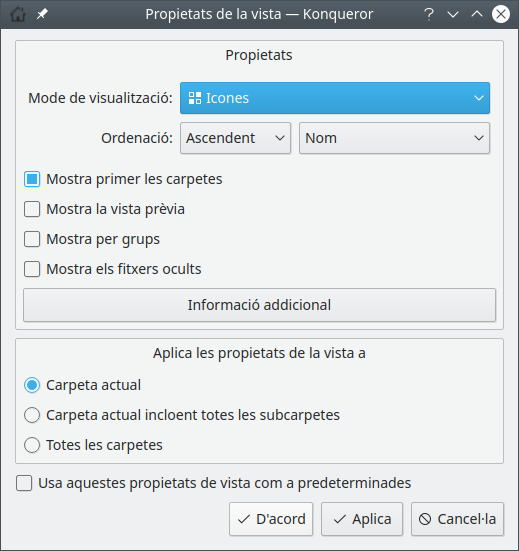 Propietats de la vista — Konqueror
Propietats
Mode de visualització: Icones
Ordenació: Ascendent Nom
Mostra primer les carpetes
Mostra la vista prèvia
Mostra per grups
Mostra els fitxers ocults
Informació addicional
Aplica les propietats de la vista a
Carpeta actual
Carpeta actual incloent totes les subcarpetes
Totes les carpetes
Usa aquestes propietats de vista com a predeterminades
D'acord Aplica Cancel·la